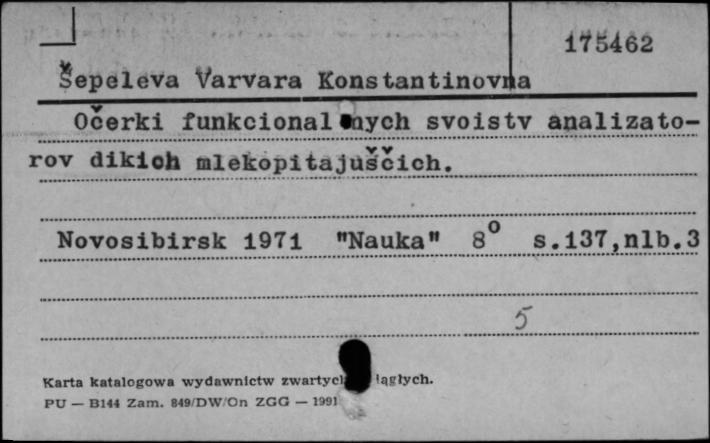 175462
Šepeleva Varvara Konstantinovna
Očerki funkcional nych svoistv analizato-
rov dikich mlekopitajuščich.
Novosibirsk 1971 "Nauka" 8° s.137,nlb.3
5
Karta katalogowa wydawnictw zwartych
PU — B144 Zam. 849/DW/On ZGG — 1991